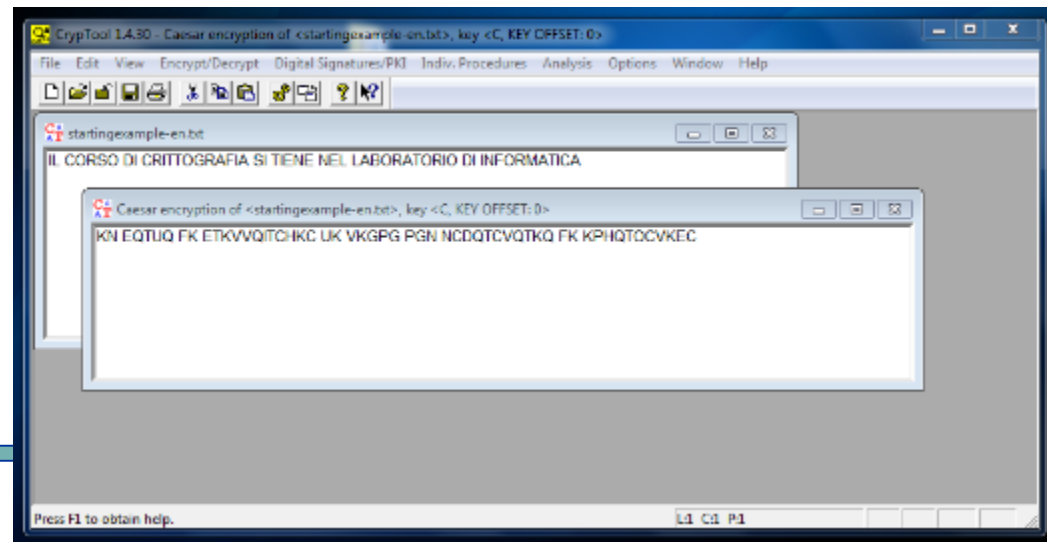 CrypTool 1.4.30 - Caesar encryption of <startingexample-en.txt>, key <C, KEY OFFSET: 0>
File Edit View Encrypt/Decrypt Digital Signatures/PKI Indiv. Procedures Analysis Options Window Help
startingexample-en.txt
IL CORSO DI CRITTOGRAFIA SI TIENE NEL LABORATORIO DI INFORMATICA
Caesar encryption of <startingexample-en.txt>, key <C, KEY OFFSET: 0>
KN EQTUQ FK ETKVVQITCHKC UK VKGPG PGN NCDQTCVQTKQ FK KPHQTOCVKEC
Press F1 to obtain help.
L:1 C:1 P:1